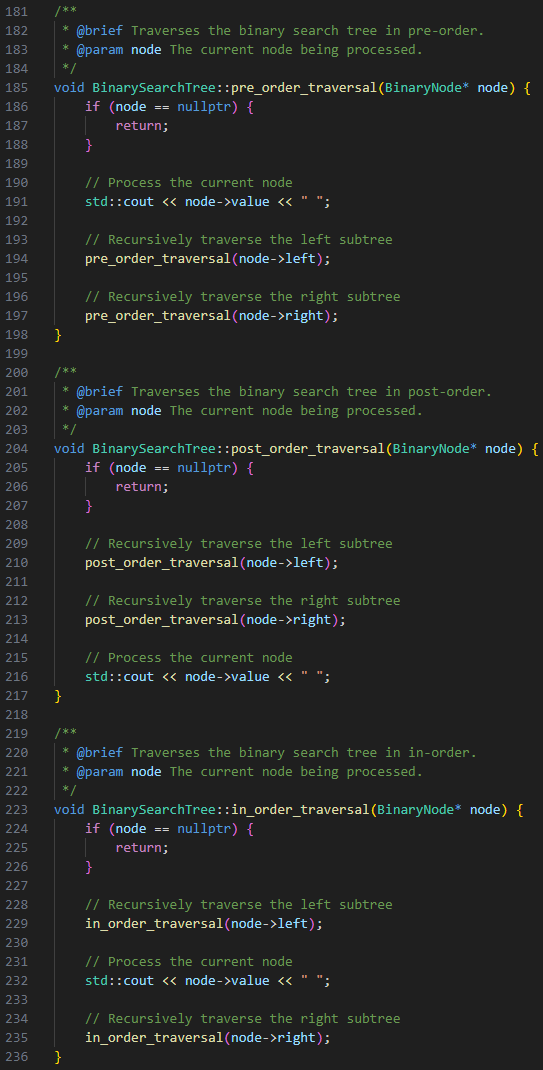 181 /**
182  * @brief Traverses the binary search tree in pre-order.
183  * @param node The current node being processed.
184  */
185 void BinarySearchTree::pre_order_traversal(BinaryNode* node) {
186     if (node == nullptr) {
187         return;
188     }
189
190     // Process the current node
191     std::cout << node->value << " ";
192
193     // Recursively traverse the left subtree
194     pre_order_traversal(node->left);
195
196     // Recursively traverse the right subtree
197     pre_order_traversal(node->right);
198 }
199
200 /**
201  * @brief Traverses the binary search tree in post-order.
202  * @param node The current node being processed.
203  */
204 void BinarySearchTree::post_order_traversal(BinaryNode* node) {
205     if (node == nullptr) {
206         return;
207     }
208
209     // Recursively traverse the left subtree
210     post_order_traversal(node->left);
211
212     // Recursively traverse the right subtree
213     post_order_traversal(node->right);
214
215     // Process the current node
216     std::cout << node->value << " ";
217 }
218
219 /**
220  * @brief Traverses the binary search tree in in-order.
221  * @param node The current node being processed.
222  */
223 void BinarySearchTree::in_order_traversal(BinaryNode* node) {
224     if (node == nullptr) {
225         return;
226     }
227
228     // Recursively traverse the left subtree
229     in_order_traversal(node->left);
230
231     // Process the current node
232     std::cout << node->value << " ";
233
234     // Recursively traverse the right subtree
235     in_order_traversal(node->right);
236 }